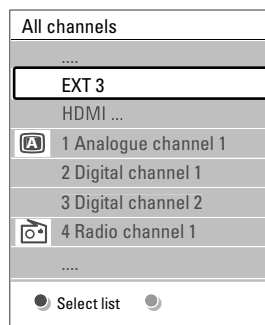 All channels
....
EXT 3
HDMI ...
A 1 Analogue channel 1
2 Digital channel 1
3 Digital channel 2
4 Radio channel 1
....
Select list